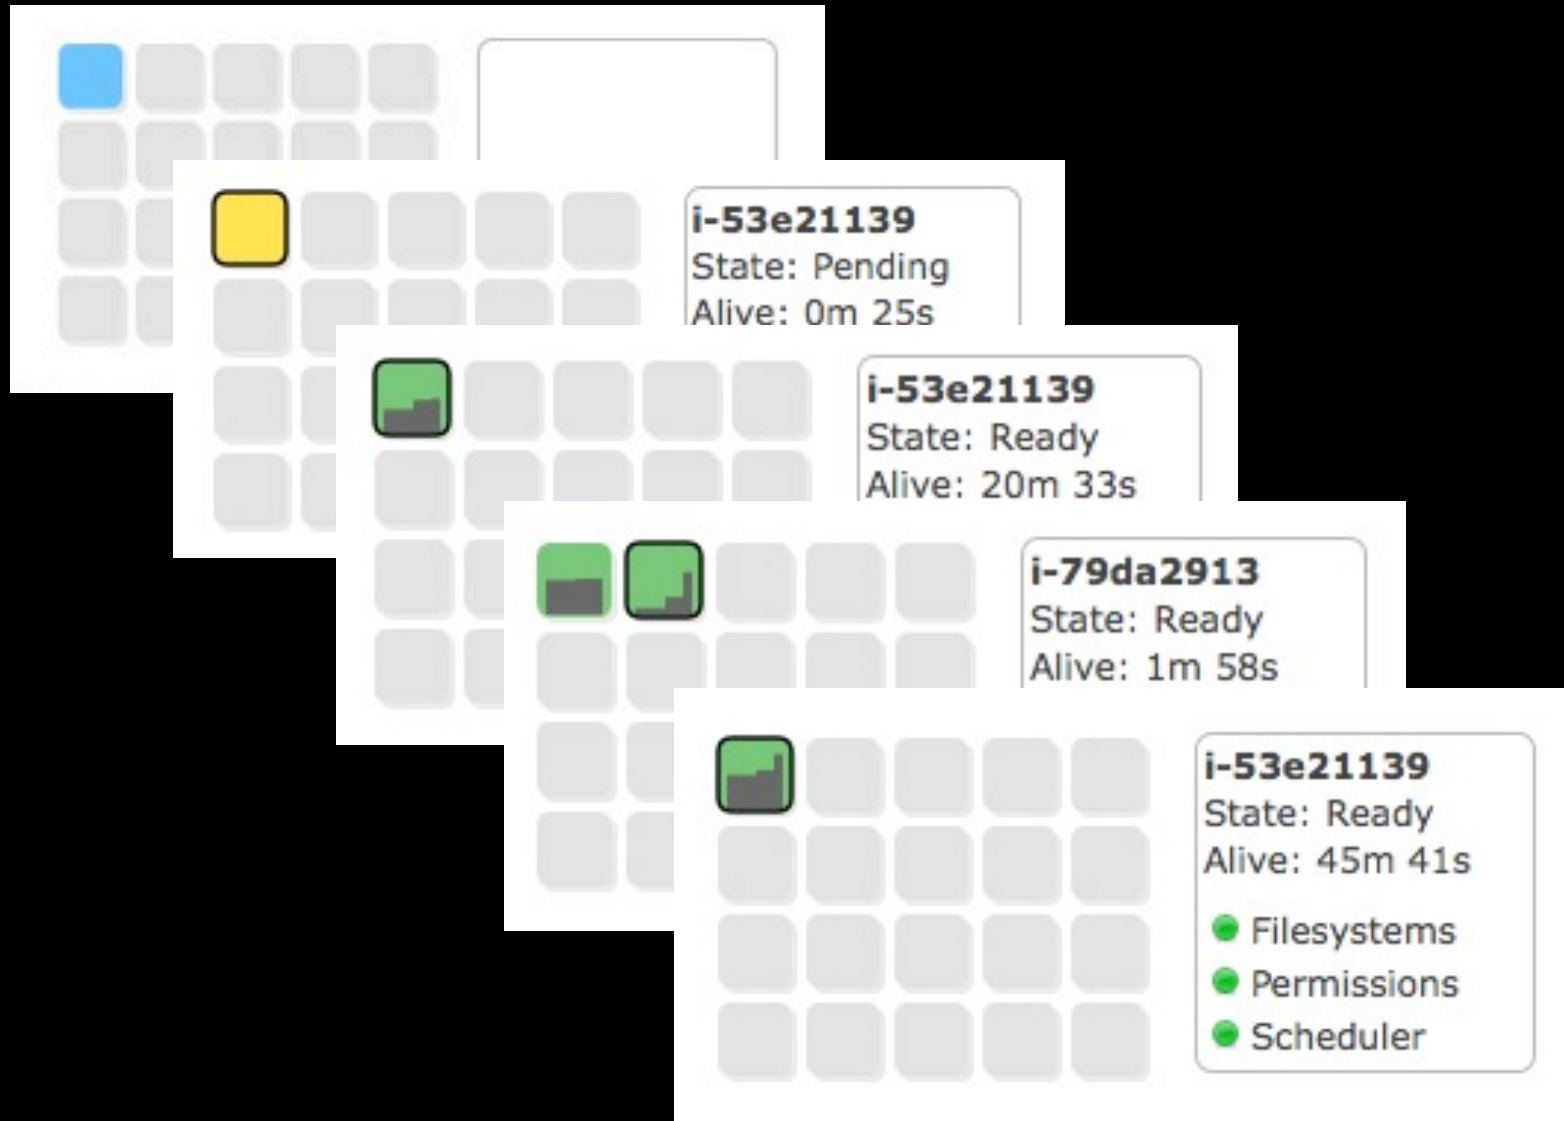 i-53e21139
State: Pending
Alive: 0m 25s
i-53e21139
State: Ready
Alive: 20m 33s
i-79da2913
State: Ready
Alive: 1m 58s
i-53e21139
State: Ready
Alive: 45m 41s
Filesystems
Permissions
Scheduler